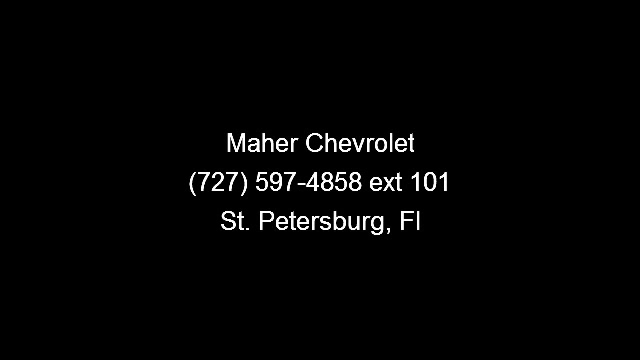 Maher Chevrolet
(727) 597-4858 ext 101
St. Petersburg, Fl